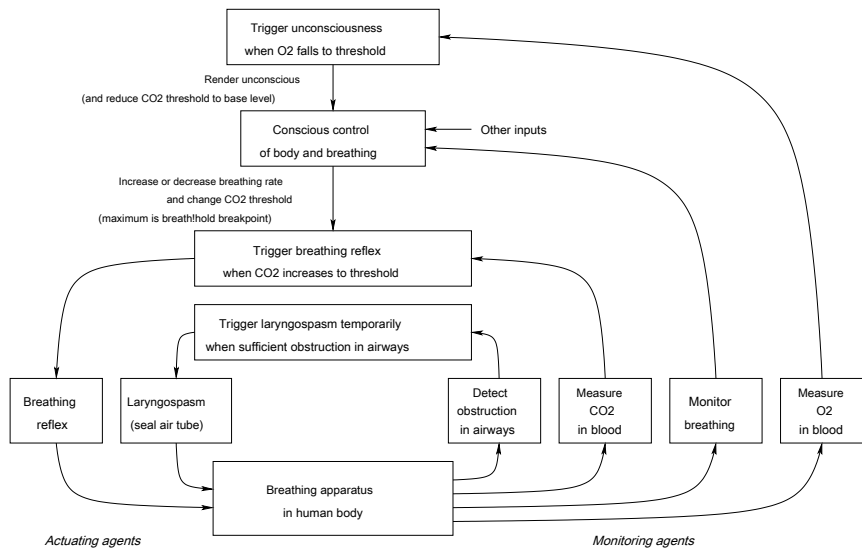 Trigger unconsciousness
when O2 falls to threshold
Render unconscious
(and reduce CO2 threshold to base level)
Conscious control
of body and breathing
Other inputs
Increase or decrease breathing rate
and change CO2 threshold
(maximum is breath!hold breakpoint)
Trigger breathing reflex
when CO2 increases to threshold
Trigger laryngospasm temporarily
when sufficient obstruction in airways
Breathing
reflex
Laryngospasm
(seal air tube)
Detect
obstruction
in airways
Measure
CO2
in blood
Monitor
breathing
Measure
O2
in blood
Breathing apparatus
in human body
Actuating agents
Monitoring agents